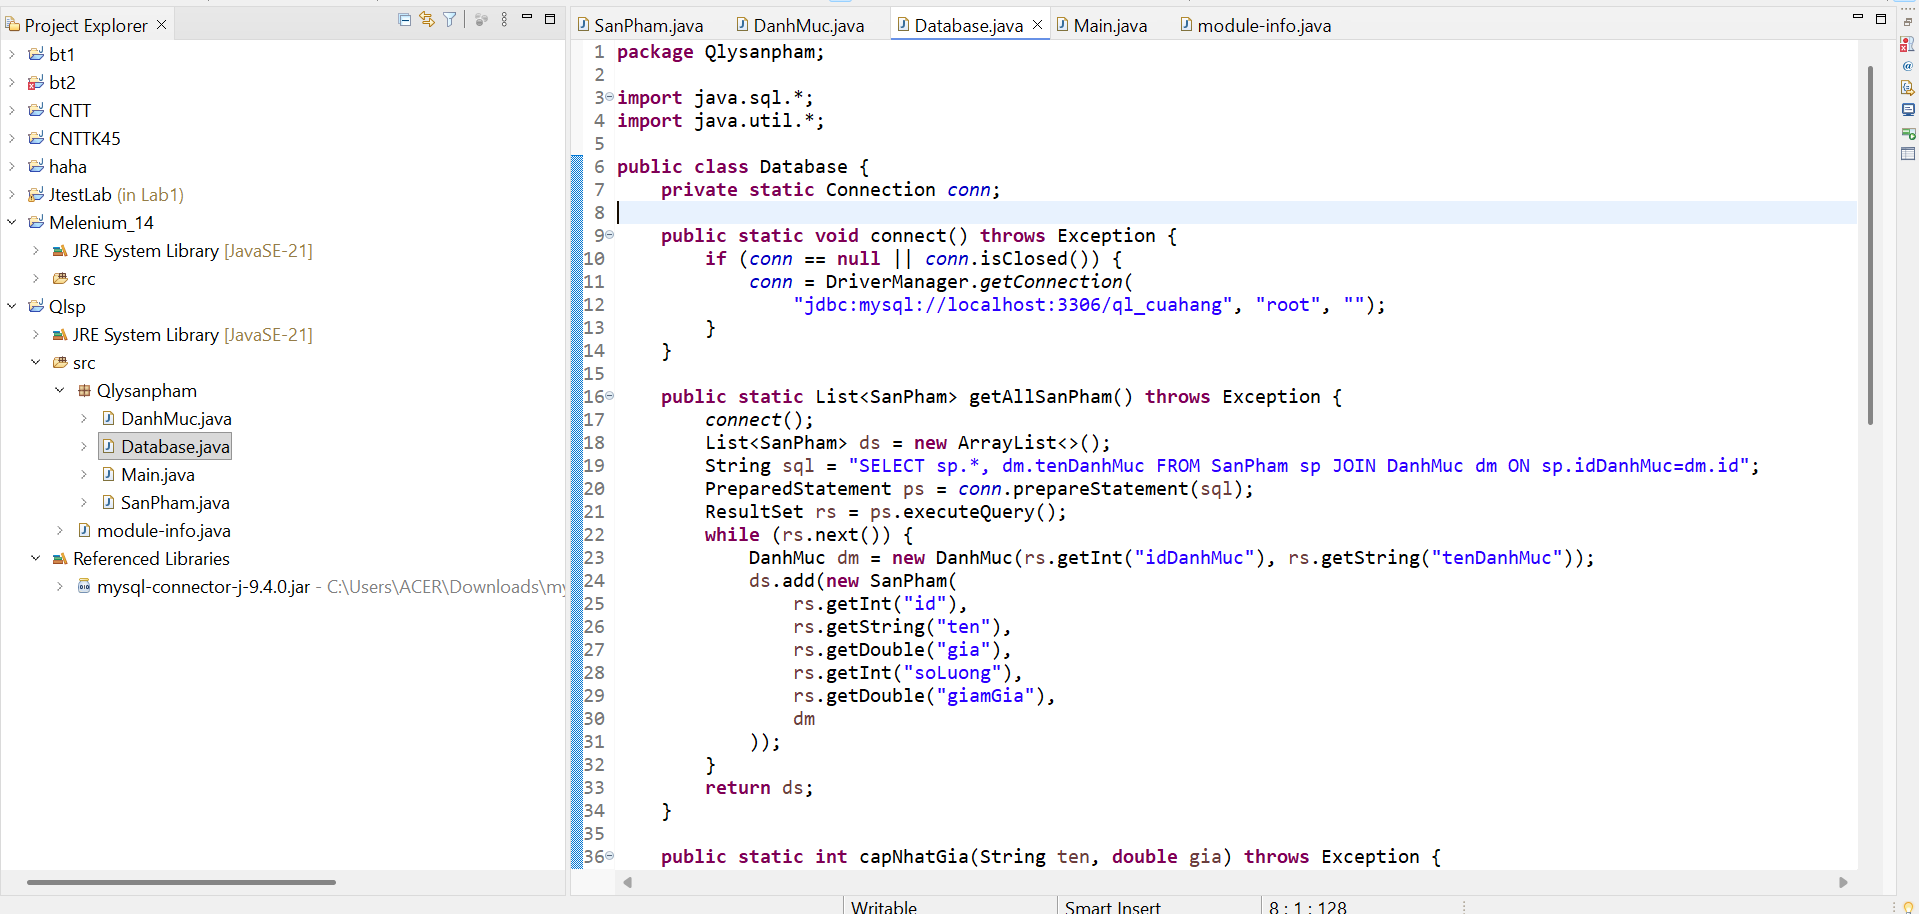 Project Explorer
bt1
bt2
CNTT
CNTTK45
haha
JtestLab (in Lab1)
Melenium_14
JRE System Library [JavaSE-21]
src
Qlsp
JRE System Library [JavaSE-21]
src
Qlysanpham
DanhMuc.java
Database.java
Main.java
SanPham.java
module-info.java
Referenced Libraries
mysql-connector-j-9.4.0.jar - C:\Users\ACER\Downloads\my
SanPham.java DanhMuc.java Database.java Main.java module-info.java
1 package Qlysanpham;
2
3 import java.sql.*;
4 import java.util.*;
5
6 public class Database {
7     private static Connection conn;
8
9     public static void connect() throws Exception {
10         if (conn == null || conn.isClosed()) {
11             conn = DriverManager.getConnection(
12                 "jdbc:mysql://localhost:3306/ql_cuahang", "root", "");
13         }
14     }
15
16     public static List<SanPham> getAllSanPham() throws Exception {
17         connect();
18         List<SanPham> ds = new ArrayList<>();
19         String sql = "SELECT sp.*, dm.tenDanhMuc FROM SanPham sp JOIN DanhMuc dm ON sp.idDanhMuc=dm.id";
20         PreparedStatement ps = conn.prepareStatement(sql);
21         ResultSet rs = ps.executeQuery();
22         while (rs.next()) {
23             DanhMuc dm = new DanhMuc(rs.getInt("idDanhMuc"), rs.getString("tenDanhMuc"));
24             ds.add(new SanPham(
25                 rs.getInt("id"),
26                 rs.getString("ten"),
27                 rs.getDouble("gia"),
28                 rs.getInt("soLuong"),
29                 rs.getDouble("giamGia"),
30                 dm
31             ));
32         }
33         return ds;
34     }
35
36     public static int capNhatGia(String ten, double gia) throws Exception {
Writable Smart Insert 8 : 1 : 128